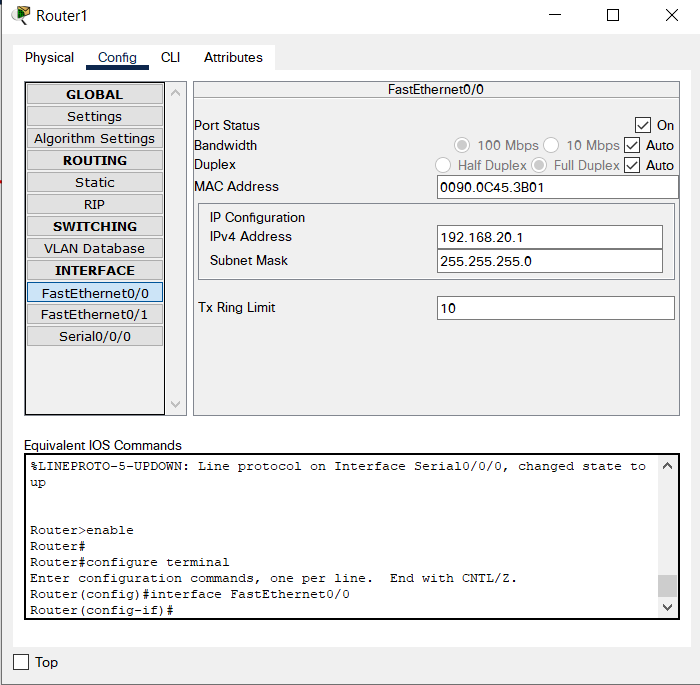 Router1
Physical Config CLI Attributes
GLOBAL
Settings
Algorithm Settings
ROUTING
Static
RIP
SWITCHING
VLAN Database
INTERFACE
FastEthernet0/0
FastEthernet0/1
Serial0/0/0
FastEthernet0/0
Port Status On
Bandwidth 100 Mbps 10 Mbps Auto
Duplex Half Duplex Full Duplex Auto
MAC Address 0090.0C45.3B01
IP Configuration
IPv4 Address 192.168.20.1
Subnet Mask 255.255.255.0
Tx Ring Limit 10
Equivalent IOS Commands
%LINEPROTO-5-UPDOWN: Line protocol on Interface Serial0/0/0, changed state to
up
Router>enable
Router#
Router#configure terminal
Enter configuration commands, one per line.  End with CNTL/Z.
Router(config)#interface FastEthernet0/0
Router(config-if)#
Top